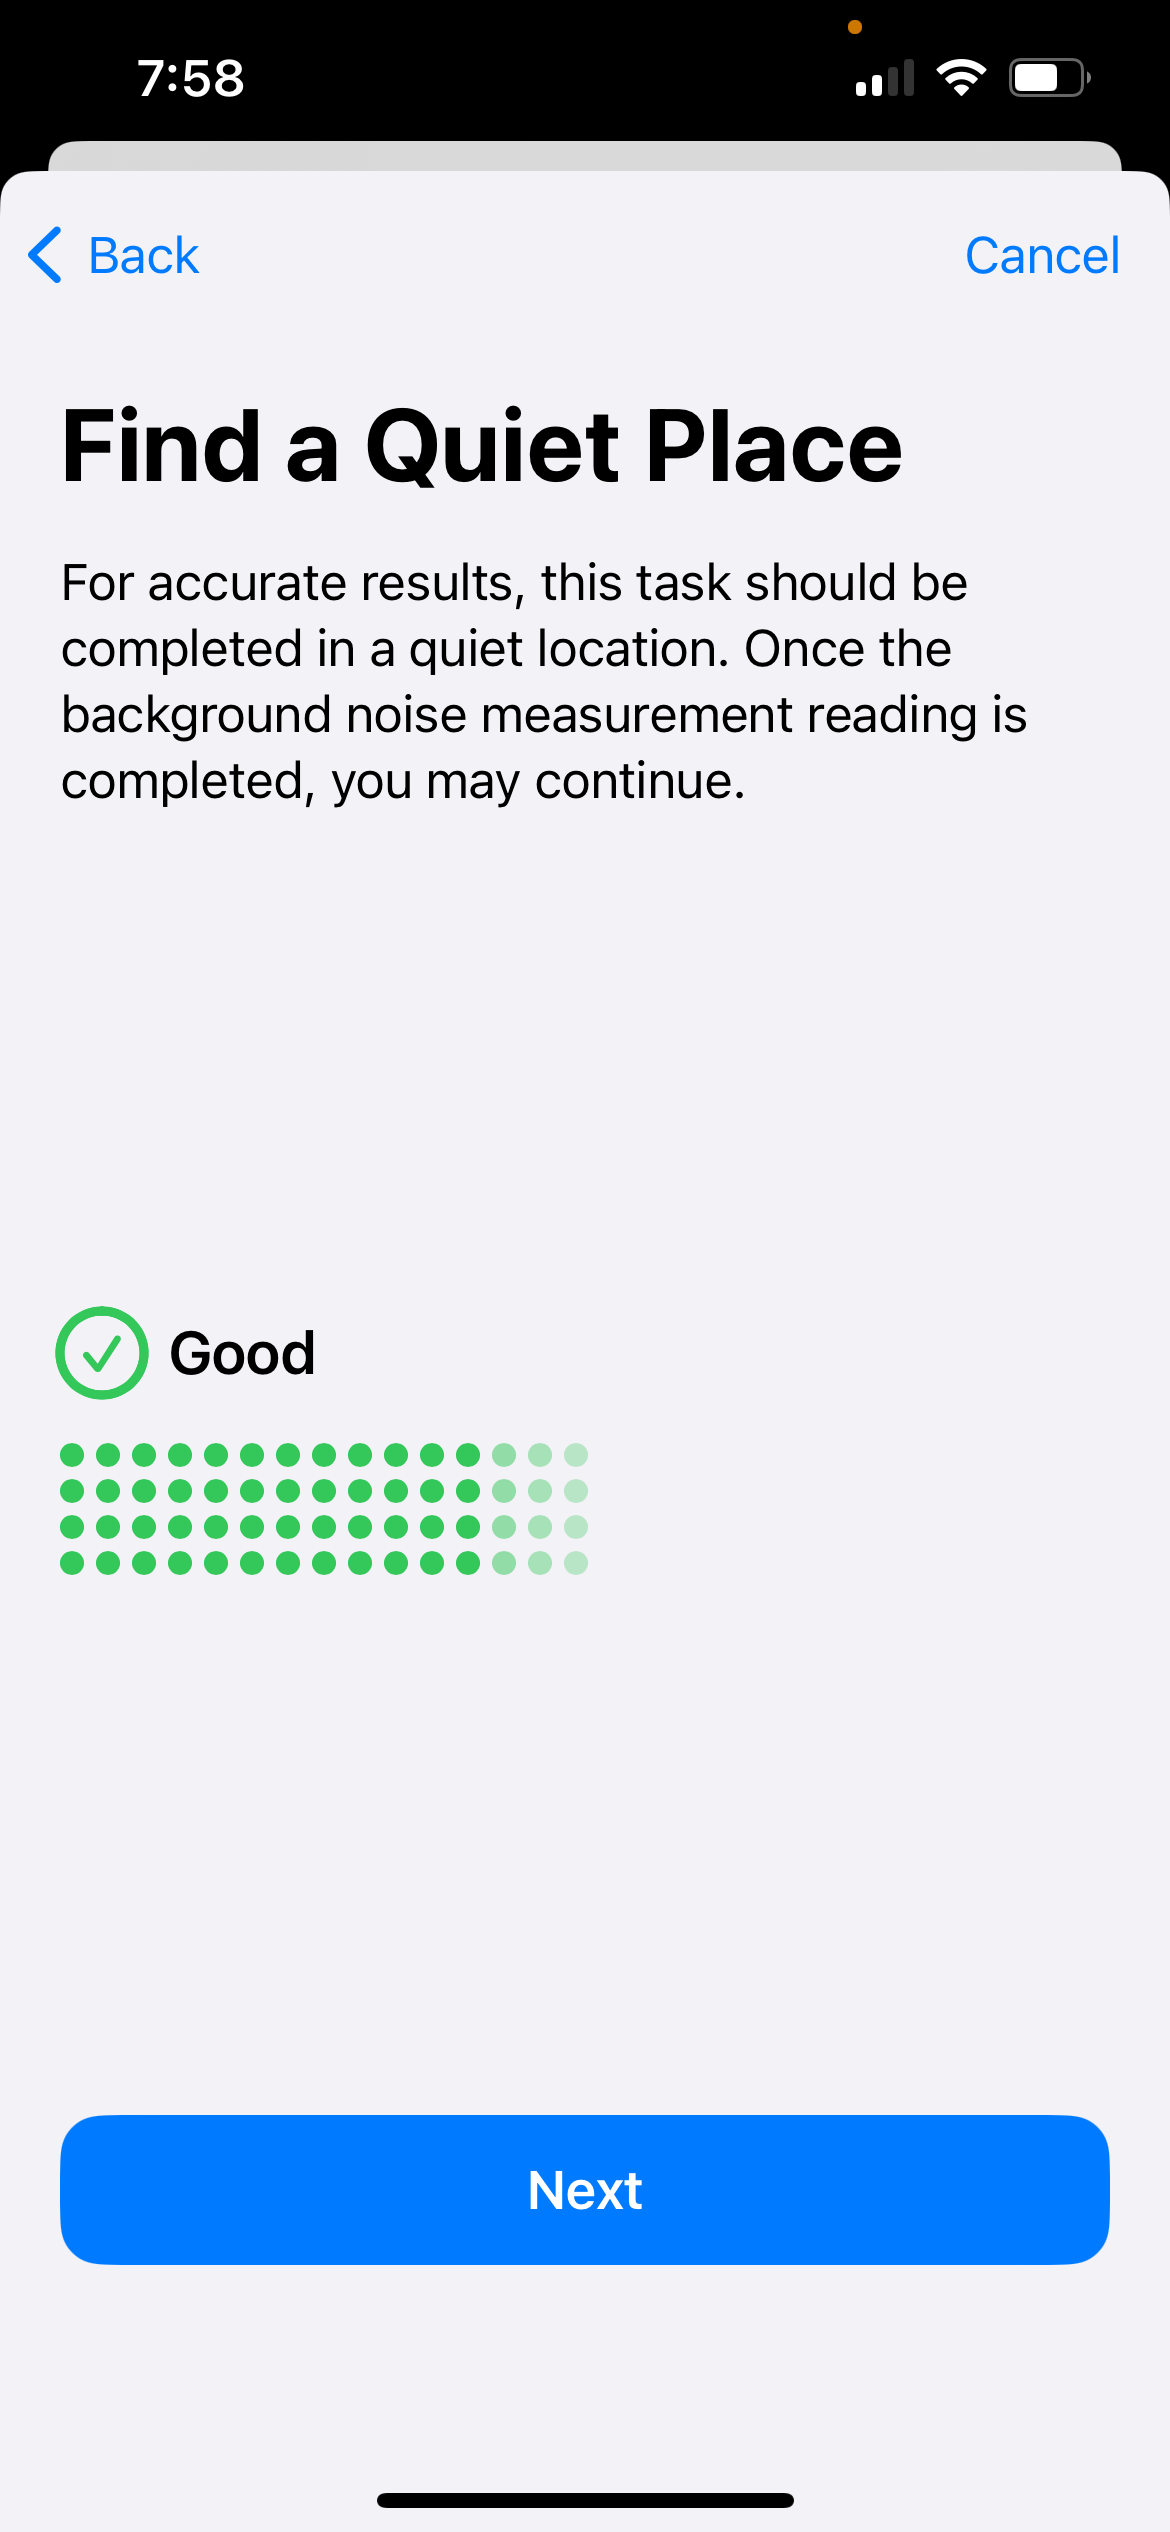 7:58
Back
Cancel
Find a Quiet Place
For accurate results, this task should be
completed in a quiet location. Once the
background noise measurement reading is
completed, you may continue.
Good
Next